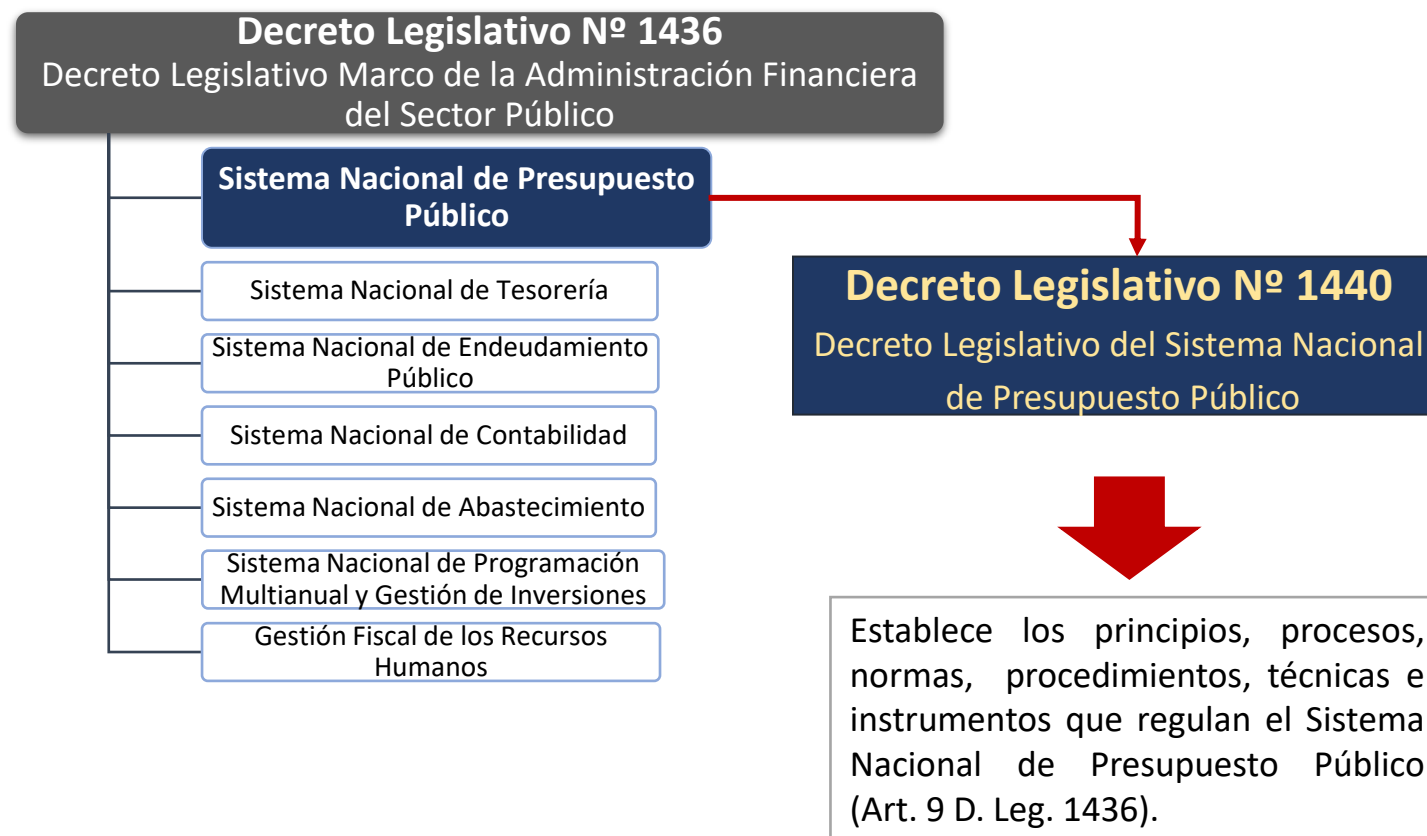 Decreto Legislativo Nº 1436
Decreto Legislativo Marco de la Administración Financiera
del Sector Público
Sistema Nacional de Presupuesto
Público
Sistema Nacional de Tesorería
Sistema Nacional de Endeudamiento
Público
Sistema Nacional de Contabilidad
Sistema Nacional de Abastecimiento
Sistema Nacional de Programación
Multianual y Gestión de Inversiones
Gestión Fiscal de los Recursos
Humanos
Decreto Legislativo Nº 1440
Decreto Legislativo del Sistema Nacional
de Presupuesto Público
Establece los principios, procesos,
normas, procedimientos, técnicas e
instrumentos que regulan el Sistema
Nacional de Presupuesto Público
(Art. 9 D. Leg. 1436).